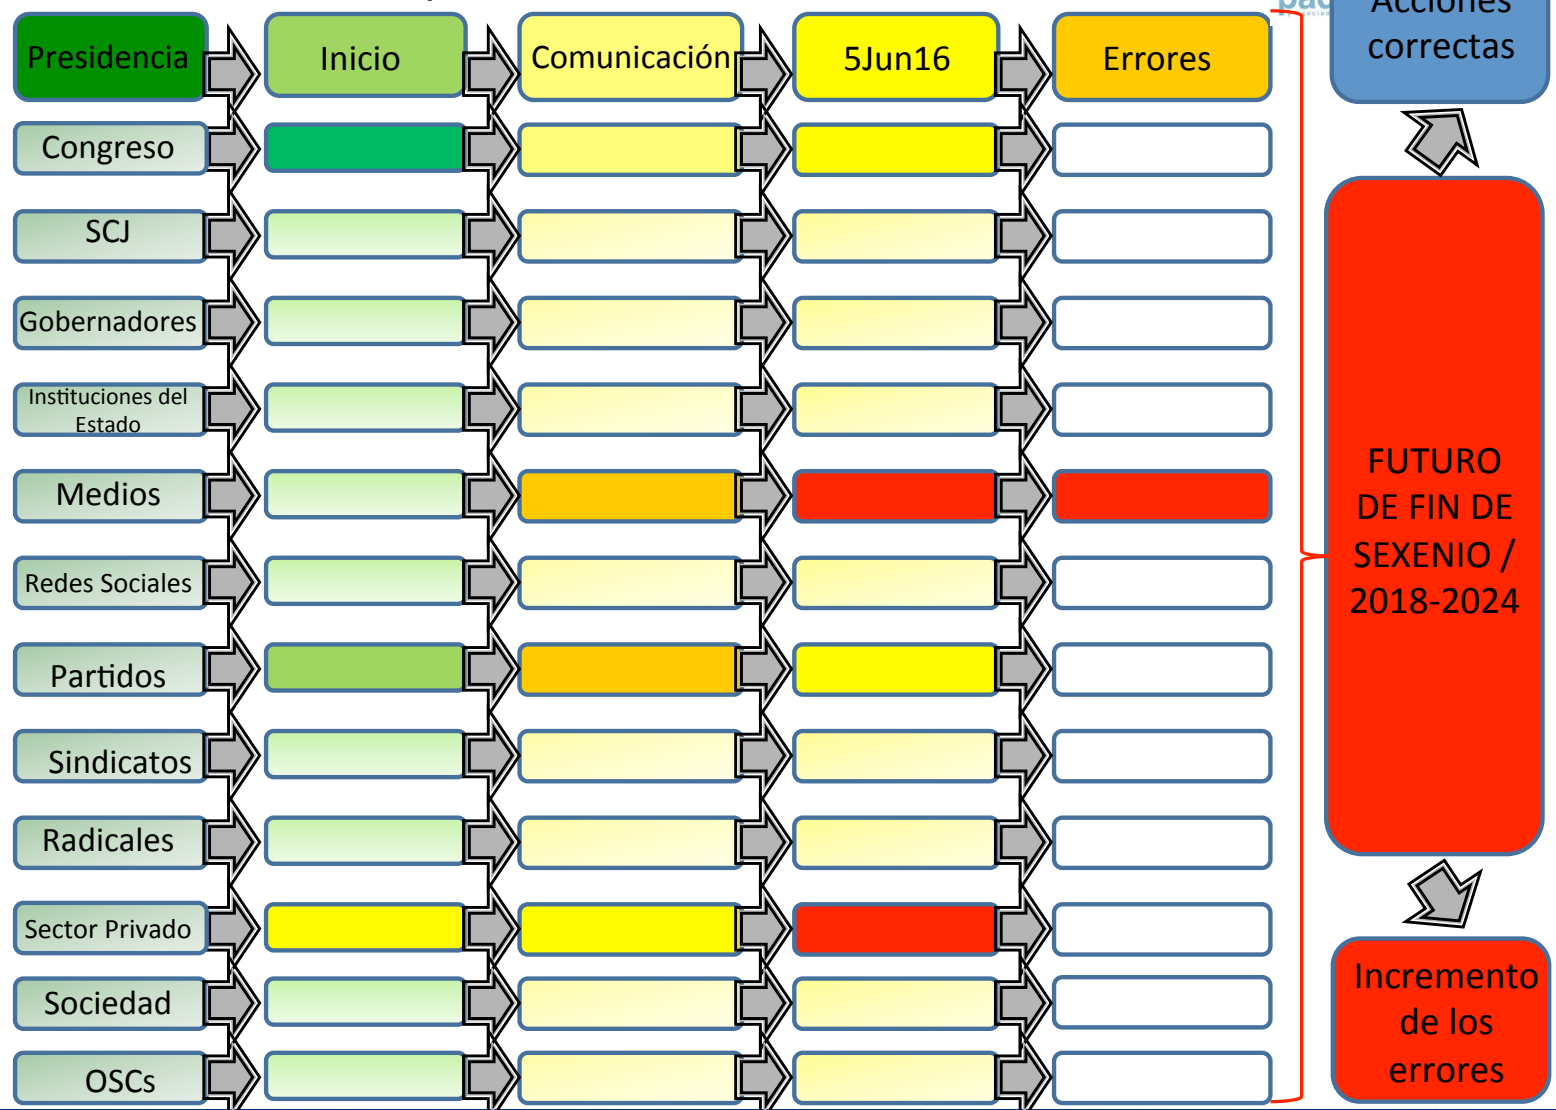 Presidencia
Inicio
Comunicación
5Jun16
Errores
Acciones
correctas
Congreso
SCJ
Gobernadores
Instituciones del
Estado
Medios
Redes Sociales
Partidos
Sindicatos
Radicales
Sector Privado
Sociedad
OSCs
FUTURO
DE FIN DE
SEXENIO /
2018-2024
Incremento
de los
errores